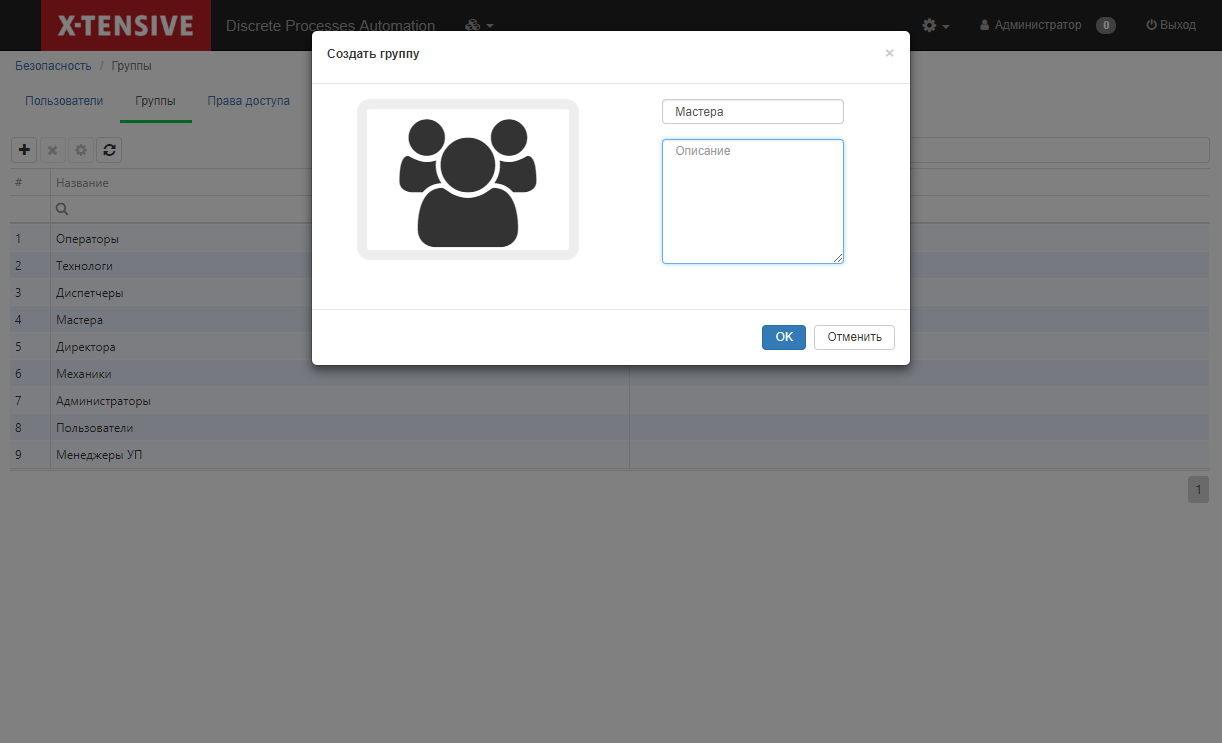 X-TENSIVE Discrete Processes Automation Администратор 0 Выход
Безопасность / Группы
Пользователи Группы Права доступа
Создать группу ×
Мастера
Описание
OK Отменить
# Название
1 Операторы
2 Технологи
3 Диспетчеры
4 Мастера
5 Директора
6 Механики
7 Администраторы
8 Пользователи
9 Менеджеры УП
1